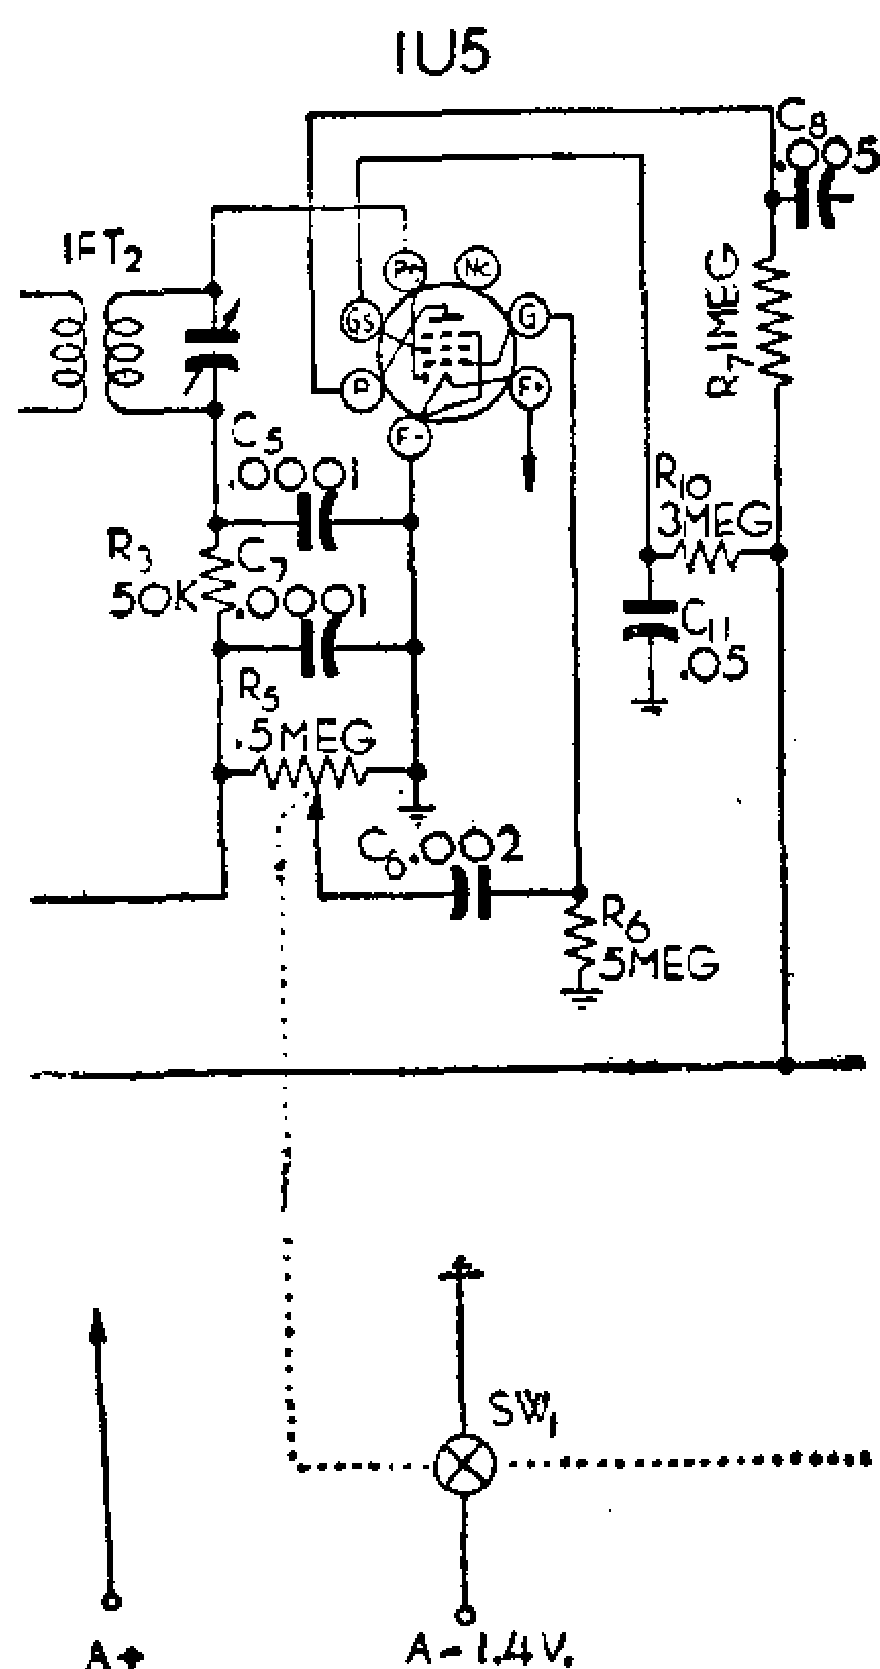 1U5
C8
.005
IFT2
Pn
NC
GS
G
P
F+
F-
R7 1MEG
C5
.0001
R10
3MEG
R3
50K
C7
.0001
C11
.05
R5
.5MEG
C6 .002
R6
5MEG
SW1
A+
A-1.4V.